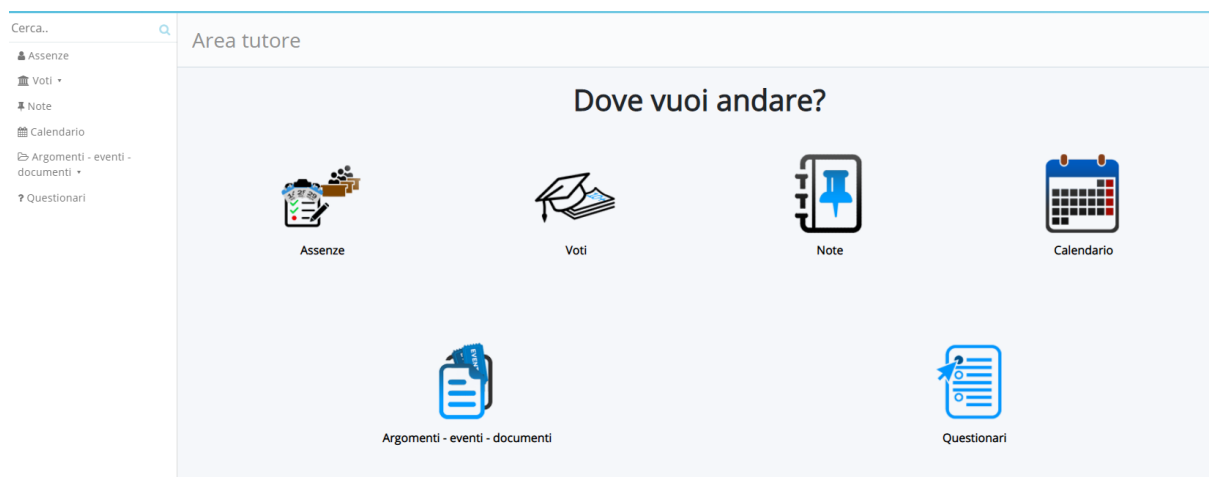 Cerca..
Assenze
Voti
Note
Calendario
Argomenti - eventi -
documenti
? Questionari
Area tutore
Dove vuoi andare?
Assenze
Voti
Note
Calendario
EVENT
Argomenti - eventi - documenti
Questionari